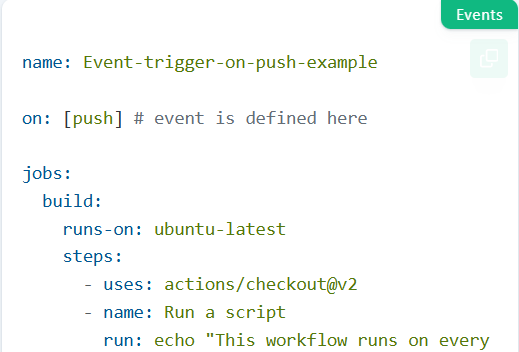 Events
name: Event-trigger-on-push-example
on: [push] # event is defined here
jobs:
  build:
    runs-on: ubuntu-latest
    steps:
      - uses: actions/checkout@v2
      - name: Run a script
        run: echo "This workflow runs on every